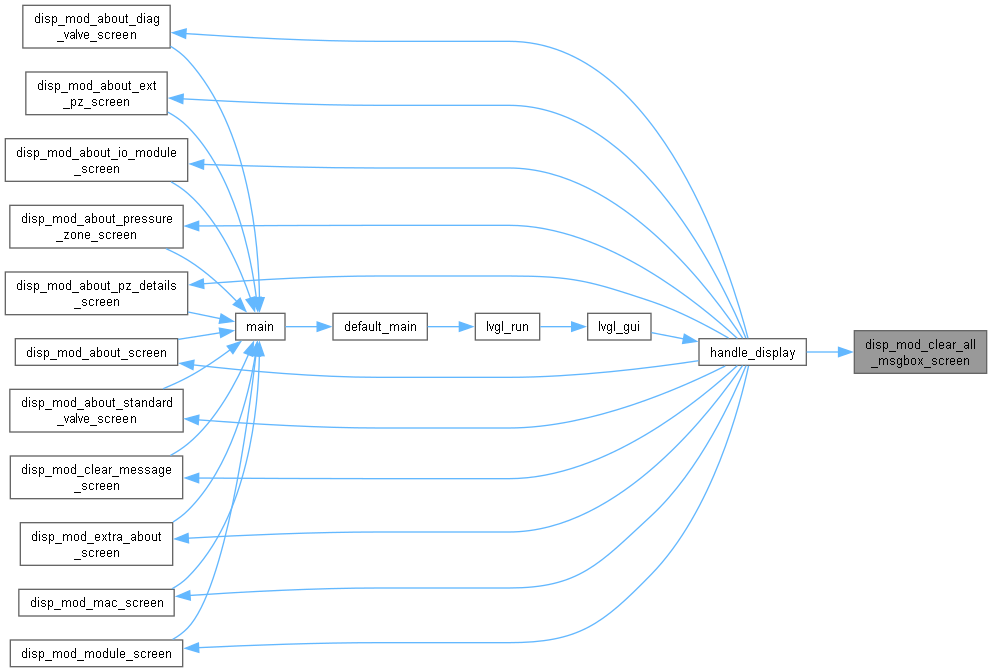 disp_mod_about_diag
_valve_screen
disp_mod_about_ext
_pz_screen
disp_mod_about_io_module
_screen
disp_mod_about_pressure
_zone_screen
disp_mod_about_pz_details
_screen
disp_mod_about_screen
disp_mod_about_standard
_valve_screen
disp_mod_clear_message
_screen
disp_mod_extra_about
_screen
disp_mod_mac_screen
disp_mod_module_screen
main
default_main
lvgl_run
lvgl_gui
handle_display
disp_mod_clear_all
_msgbox_screen